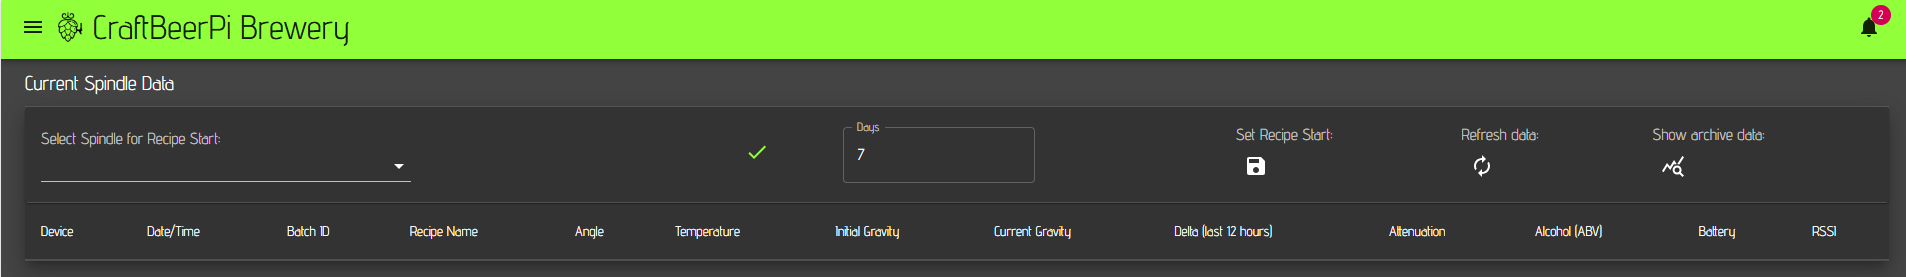 CraftBeerPi Brewery
2
Current Spindle Data
Select Spindle for Recipe Start:
Days
7
Set Recipe Start:
Refresh data:
Show archive data:
Device Date/Time Batch ID Recipe Name Angle Temperature Initial Gravity Current Gravity Delta (last 12 hours) Attenuation Alcohol (ABV) Battery RSSI